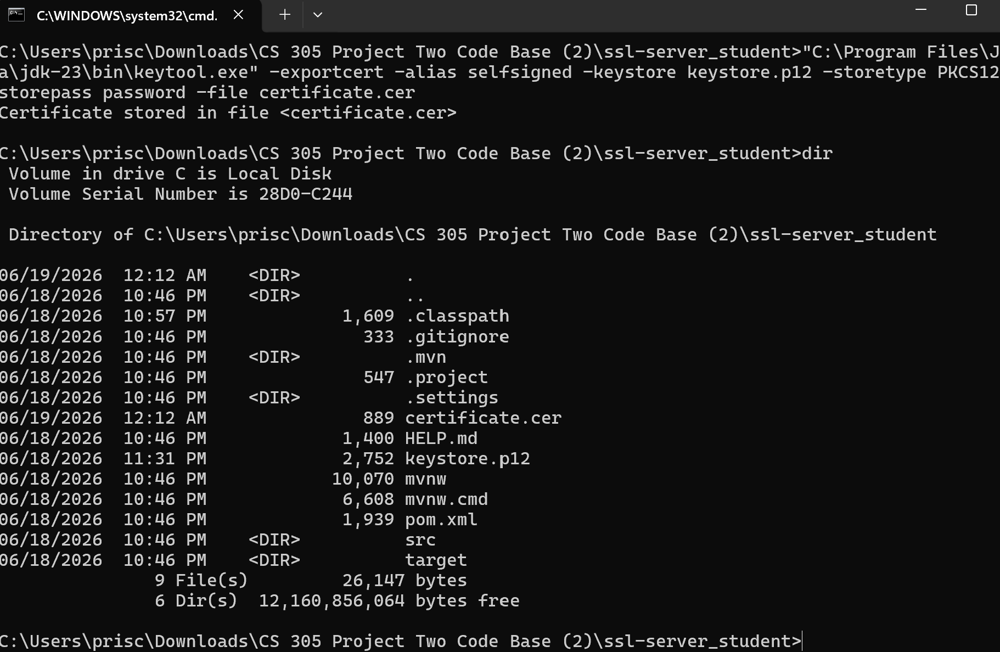 C:\WINDOWS\system32\cmd.
C:\Users\prisc\Downloads\CS 305 Project Two Code Base (2)\ssl-server_student>"C:\Program Files\J
a\jdk-23\bin\keytool.exe" -exportcert -alias selfsigned -keystore keystore.p12 -storetype PKCS12
storepass password -file certificate.cer
Certificate stored in file <certificate.cer>
C:\Users\prisc\Downloads\CS 305 Project Two Code Base (2)\ssl-server_student>dir
Volume in drive C is Local Disk
Volume Serial Number is 28D0-C244
Directory of C:\Users\prisc\Downloads\CS 305 Project Two Code Base (2)\ssl-server_student
06/19/2026  12:12 AM    <DIR>          .
06/18/2026  10:46 PM    <DIR>          ..
06/18/2026  10:57 PM             1,609 .classpath
06/18/2026  10:46 PM               333 .gitignore
06/18/2026  10:46 PM    <DIR>          .mvn
06/18/2026  10:46 PM               547 .project
06/18/2026  10:46 PM    <DIR>          .settings
06/19/2026  12:12 AM               889 certificate.cer
06/18/2026  10:46 PM             1,400 HELP.md
06/18/2026  11:31 PM             2,752 keystore.p12
06/18/2026  10:46 PM            10,070 mvnw
06/18/2026  10:46 PM             6,608 mvnw.cmd
06/18/2026  10:46 PM             1,939 pom.xml
06/18/2026  10:46 PM    <DIR>          src
06/18/2026  10:46 PM    <DIR>          target
9 File(s)         26,147 bytes
6 Dir(s)  12,160,856,064 bytes free
C:\Users\prisc\Downloads\CS 305 Project Two Code Base (2)\ssl-server_student>